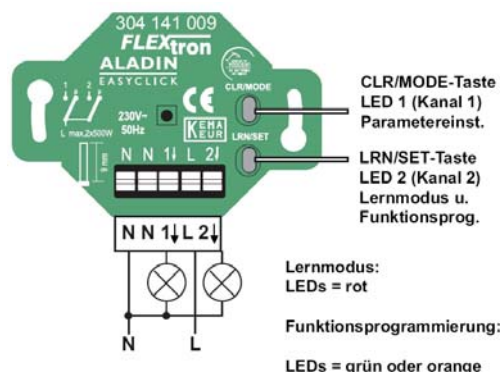 304 141 009
FLEXtron
ALADIN
EASYCLICK
1 2
L max.2x500W
230V~
50Hz
CE
KEMA
KEUR
CLR/MODE
LRN/SET
9 mm
N N 1↓ L 2↓
N N 1↓ L 2↓
N L
CLR/MODE-Taste
LED 1 (Kanal 1)
Parametereinst.
LRN/SET-Taste
LED 2 (Kanal 2)
Lernmodus u.
Funktionsprog.
Lernmodus:
LEDs = rot
Funktionsprogrammierung:
LEDs = grün oder orange